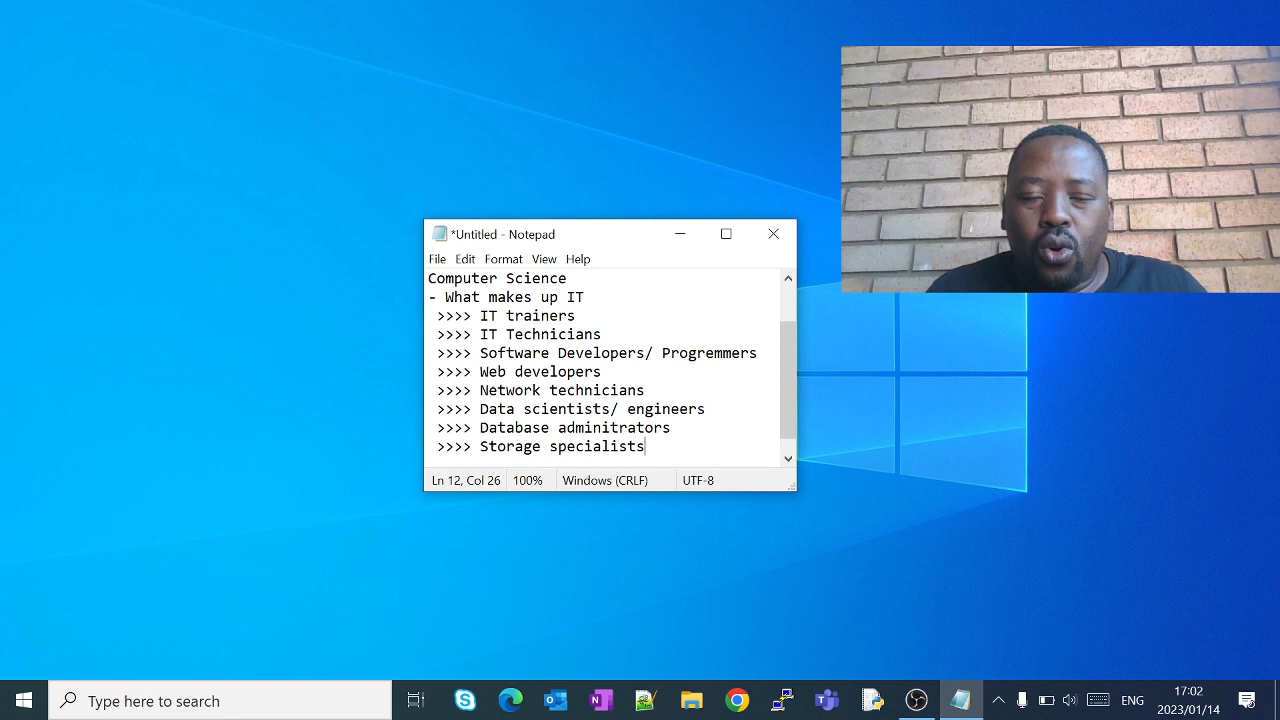 *Untitled - Notepad
File Edit Format View Help
Computer Science
- What makes up IT
>>>> IT trainers
>>>> IT Technicians
>>>> Software Developers/ Progremmers
>>>> Web developers
>>>> Network technicians
>>>> Data scientists/ engineers
>>>> Database adminitrators
>>>> Storage specialists
Ln 12, Col 26 100% Windows (CRLF) UTF-8
Type here to search
ENG
17:02
2023/01/14